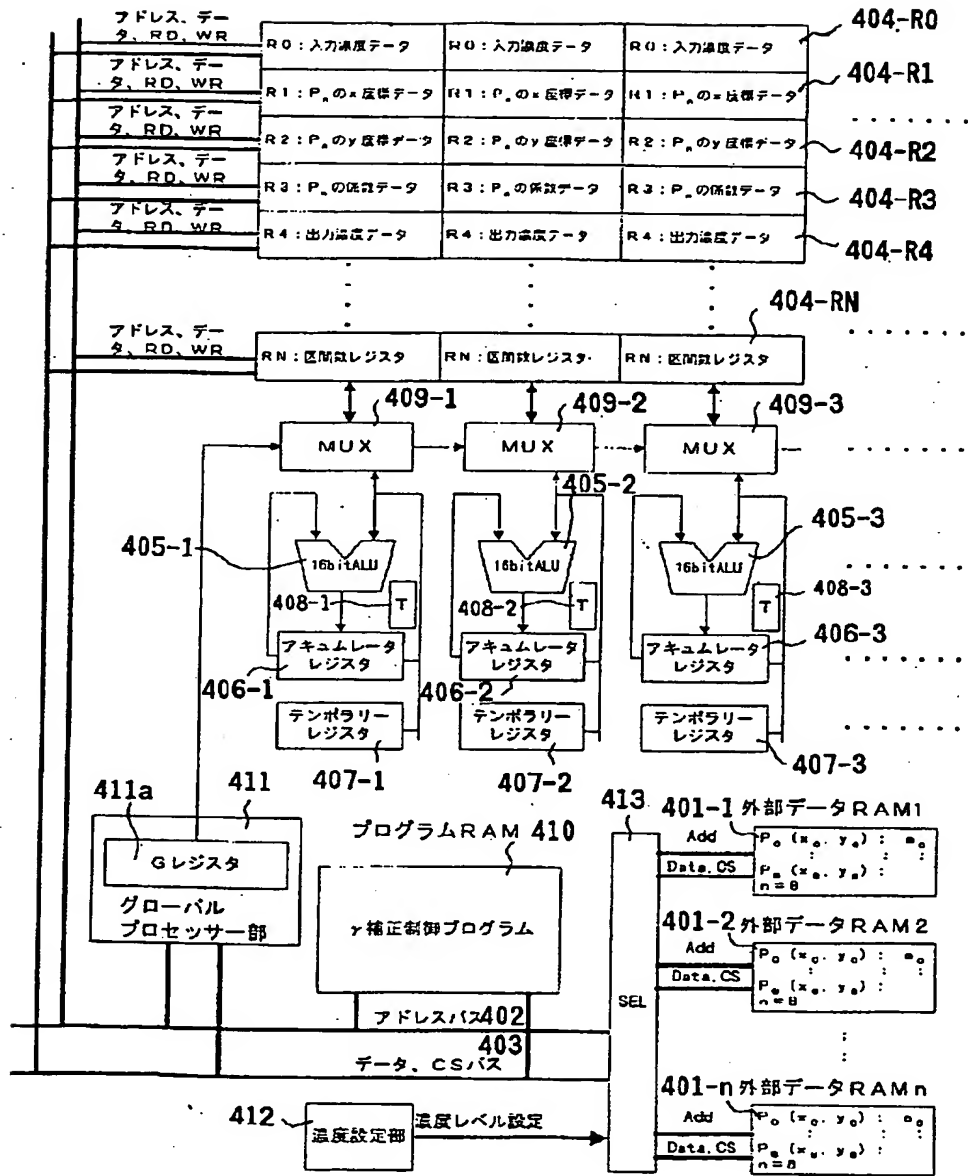 アドレス、デー
タ、RD、WR
R0：入力濃度データ
R0：入力濃度データ
R0：入力濃度データ
404-R0
アドレス、デー
タ、RD、WR
R1：Pnのx座標データ
R1：Pnのx座標データ
R1：Pnのx座標データ
404-R1
アドレス、デー
タ、RD、WR
R2：Pnのy座標データ
R2：Pnのy座標データ
R2：Pnのy座標データ
404-R2
アドレス、デー
タ、RD、WR
R3：Pnの係数データ
R3：Pnの係数データ
R3：Pnの係数データ
404-R3
アドレス、デー
タ、RD、WR
R4：出力濃度データ
R4：出力濃度データ
R4：出力濃度データ
404-R4
404-RN
アドレス、デー
タ、RD、WR
RN：区間数レジスタ
RN：区間数レジスタ
RN：区間数レジスタ
409-1
409-2
409-3
MUX
MUX
MUX
405-1
405-2
405-3
16bitALU
16bitALU
16bitALU
408-1
T
408-2
T
408-3
T
アキュムレータ
レジスタ
アキュムレータ
レジスタ
アキュムレータ
レジスタ
406-1
406-2
406-3
テンポラリー
レジスタ
テンポラリー
レジスタ
テンポラリー
レジスタ
407-1
407-2
407-3
411a
411
Gレジスタ
グローバル
プロセッサー部
プログラムRAM
410
γ補正制御プログラム
アドレスバス
402
403
データ、CSバス
412
濃度設定部
濃度レベル設定
413
SEL
401-1
外部データRAM1
Add
Data.CS
P0 (x0. y0) :
n=8
401-2
外部データRAM2
Add
Data.CS
P0 (x0. y0) :
n=8
401-n
外部データRAMn
Add
Data.CS
P0 (x0. y0) :
n=8